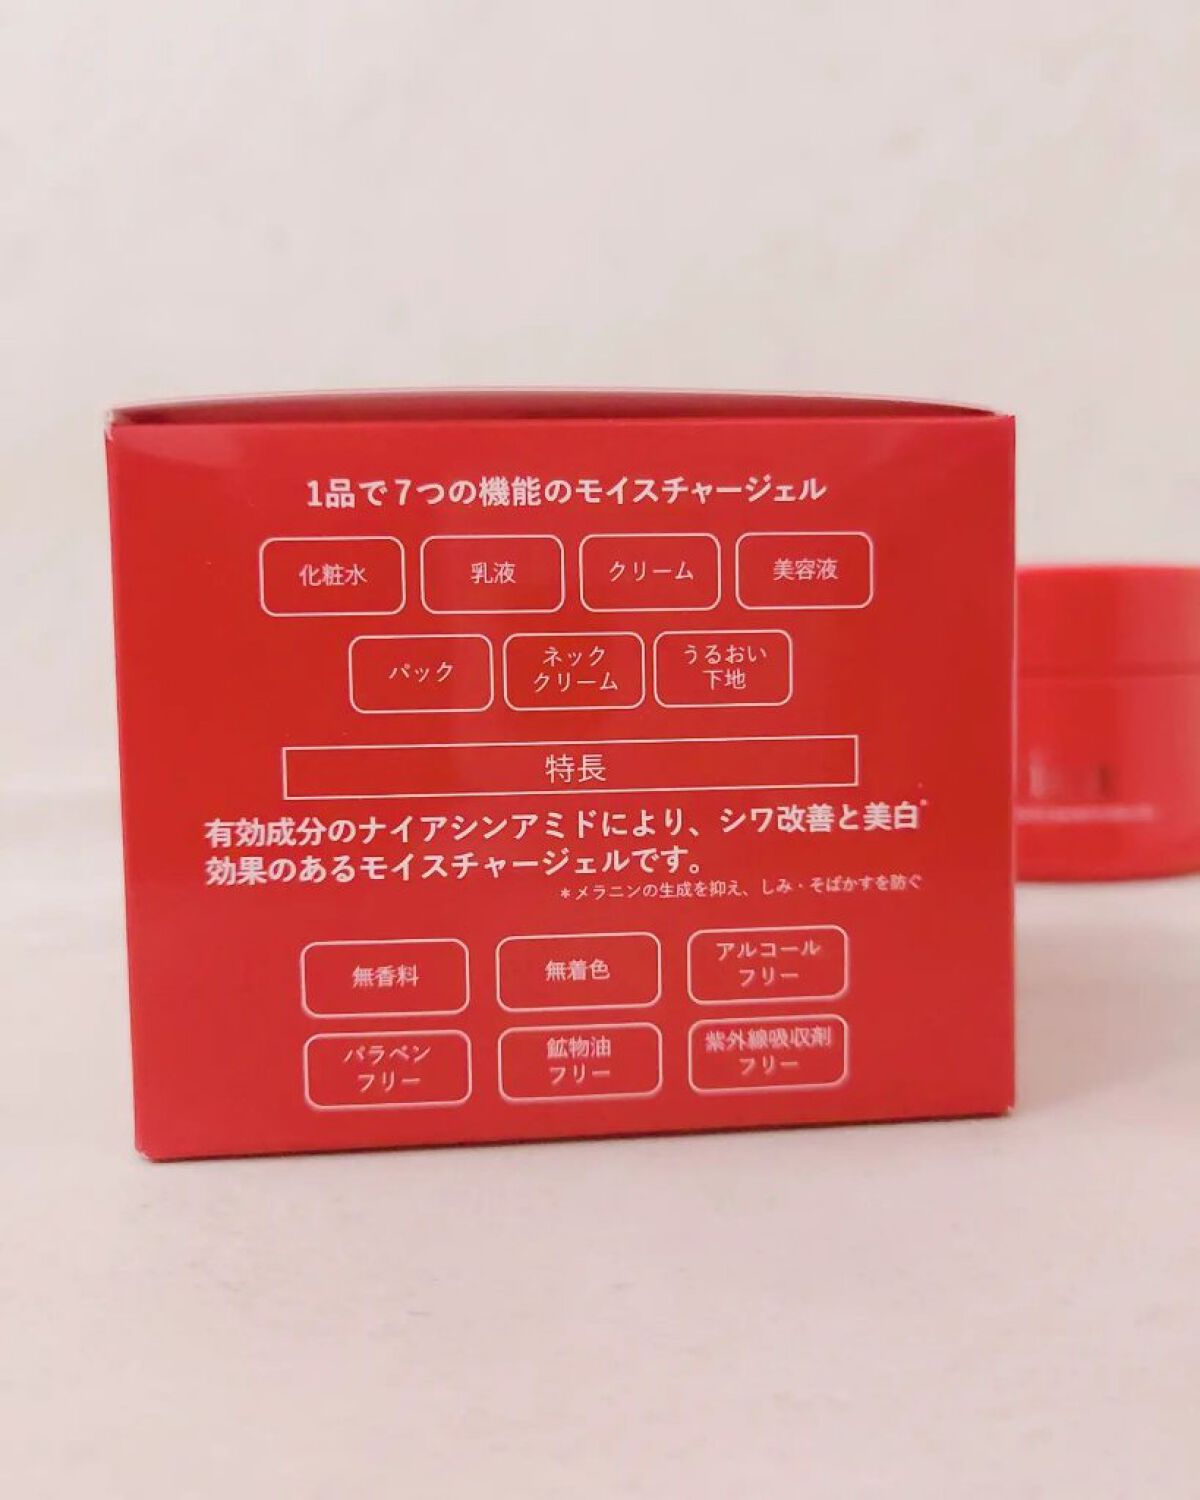 1品で7つの機能のモイスチャージェル
化粧水 乳液 クリーム 美容液
パック ネック クリーム うるおい 下地
特長
有効成分のナイアシンアミドにより、シワ改善と美白*
効果のあるモイスチャージェルです。
＊メラニンの生成を抑え、しみ・そばかすを防ぐ
無香料 無着色 アルコール フリー
パラベン フリー 鉱物油 フリー 紫外線吸収剤 フリー